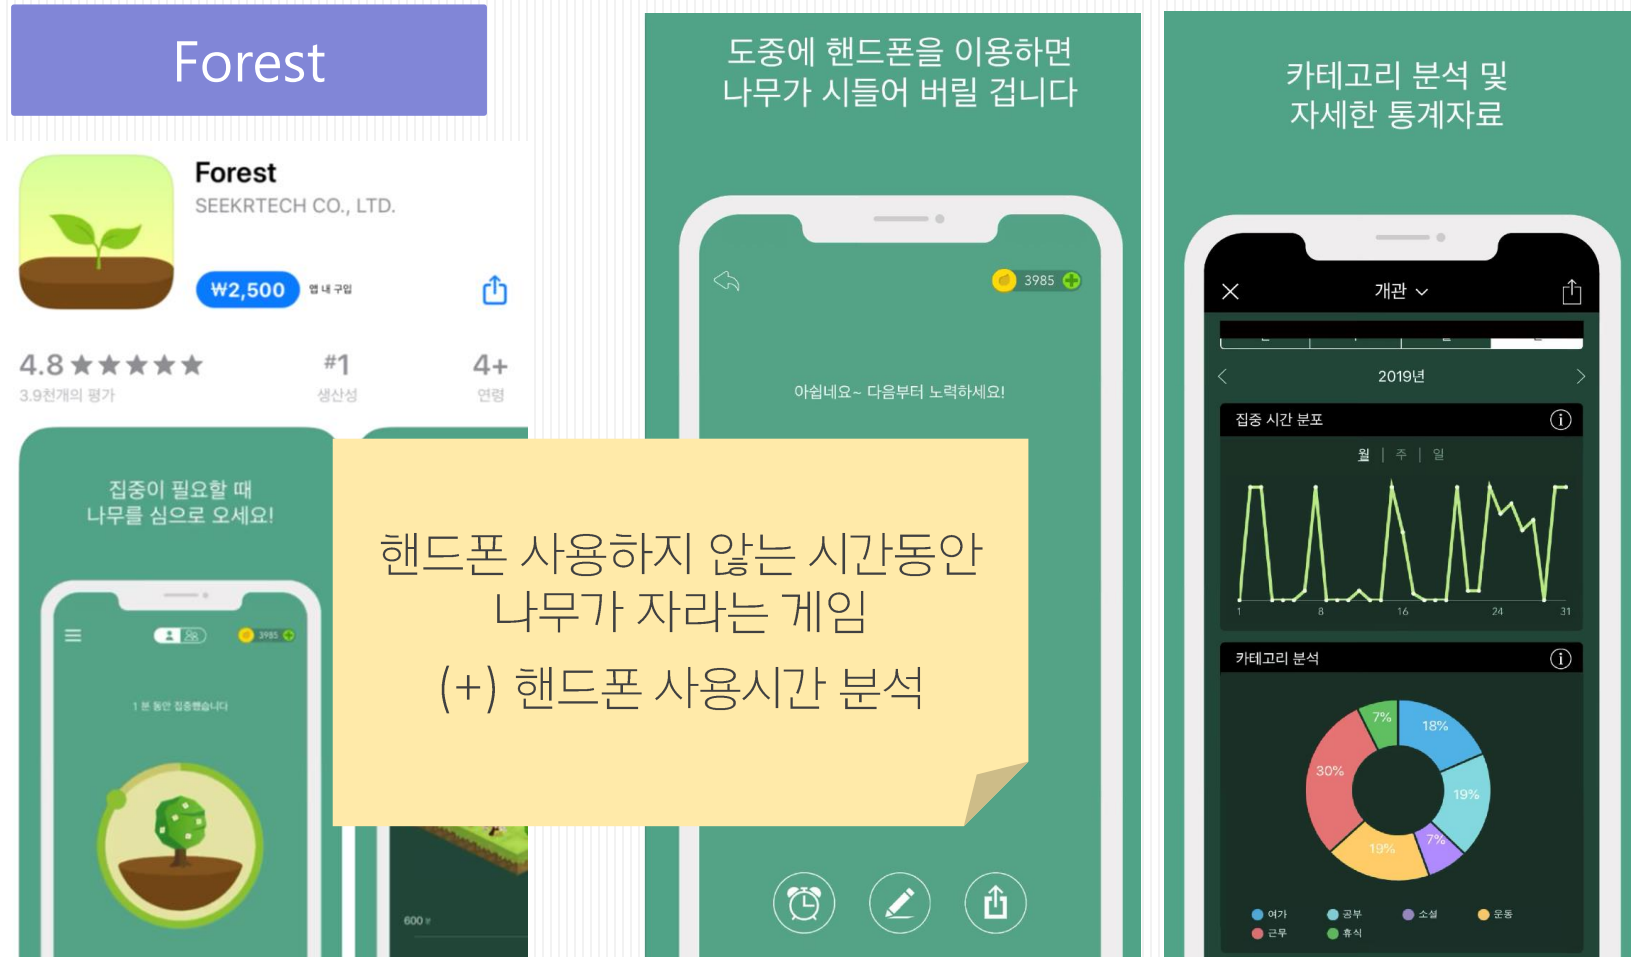 Forest
Forest
SEEKRTECH CO., LTD.
₩2,500
앱 내 구입
4.8★★★★★
3.9천개의 평가
#1
생산성
4+
연령
집중이 필요할 때
나무를 심으로 오세요!
3985
1 분 동안 집중했습니다
600 분
도중에 핸드폰을 이용하면
나무가 시들어 버릴 겁니다
3985
아쉽네요~ 다음부터 노력하세요!
핸드폰 사용하지 않는 시간동안
나무가 자라는 게임
(+) 핸드폰 사용시간 분석
카테고리 분석 및
자세한 통계자료
개관
2019년
집중 시간 분포
월 | 주 | 일
1 8 16 24 31
카테고리 분석
7% 18%
30%
19%
7%
19%
여가 공부 소셜 운동
근무 휴식